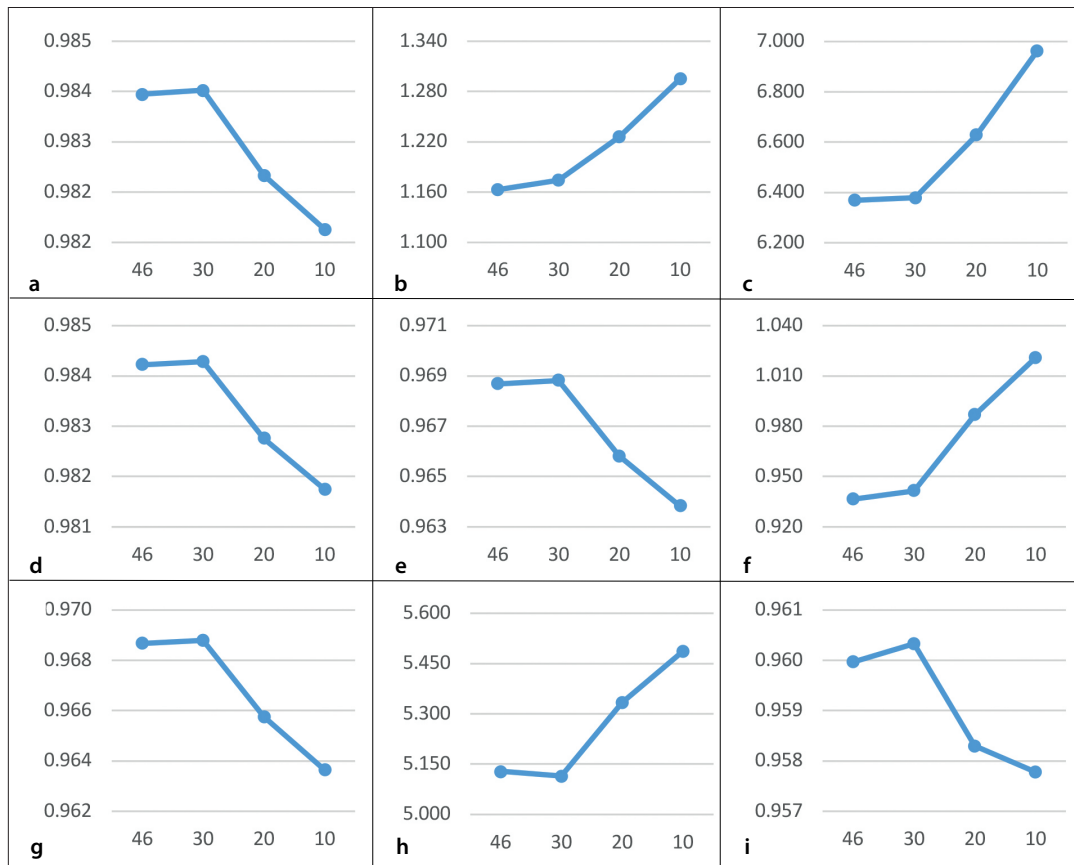 0.985
0.984
0.983
0.982
0.982
46 30 20 10
a
1.340
1.280
1.220
1.160
1.100
46 30 20 10
b
7.000
6.800
6.600
6.400
6.200
46 30 20 10
c
0.985
0.984
0.983
0.982
0.981
46 30 20 10
d
0.971
0.969
0.967
0.965
0.963
46 30 20 10
e
1.040
1.010
0.980
0.950
0.920
46 30 20 10
f
0.970
0.968
0.966
0.964
0.962
46 30 20 10
g
5.600
5.450
5.300
5.150
5.000
46 30 20 10
h
0.961
0.960
0.959
0.958
0.957
46 30 20 10
i